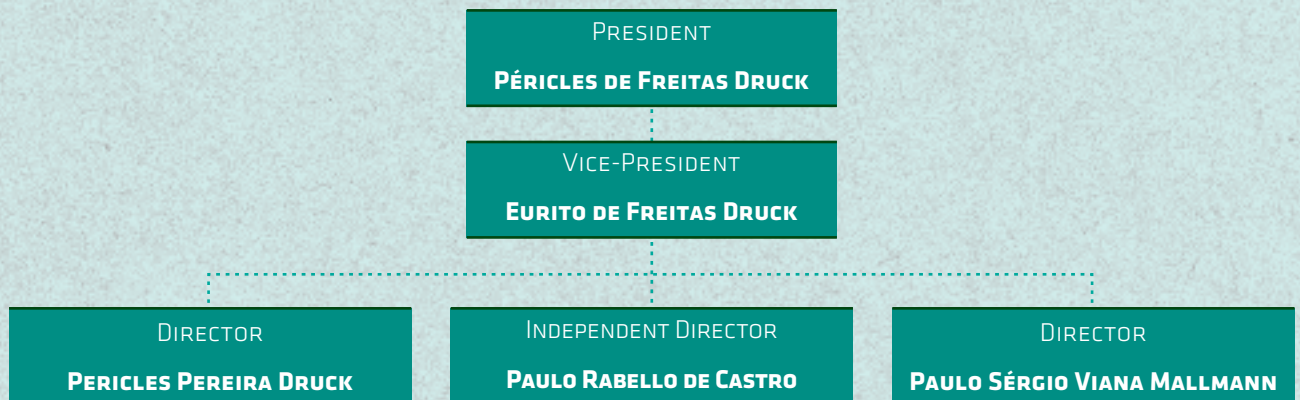 President
Péricles de Freitas Druck
Vice-President
Eurito de Freitas Druck
Director
Pericles Pereira Druck
Independent Director
Paulo Rabello de Castro
Director
Paulo Sérgio Viana Mallmann